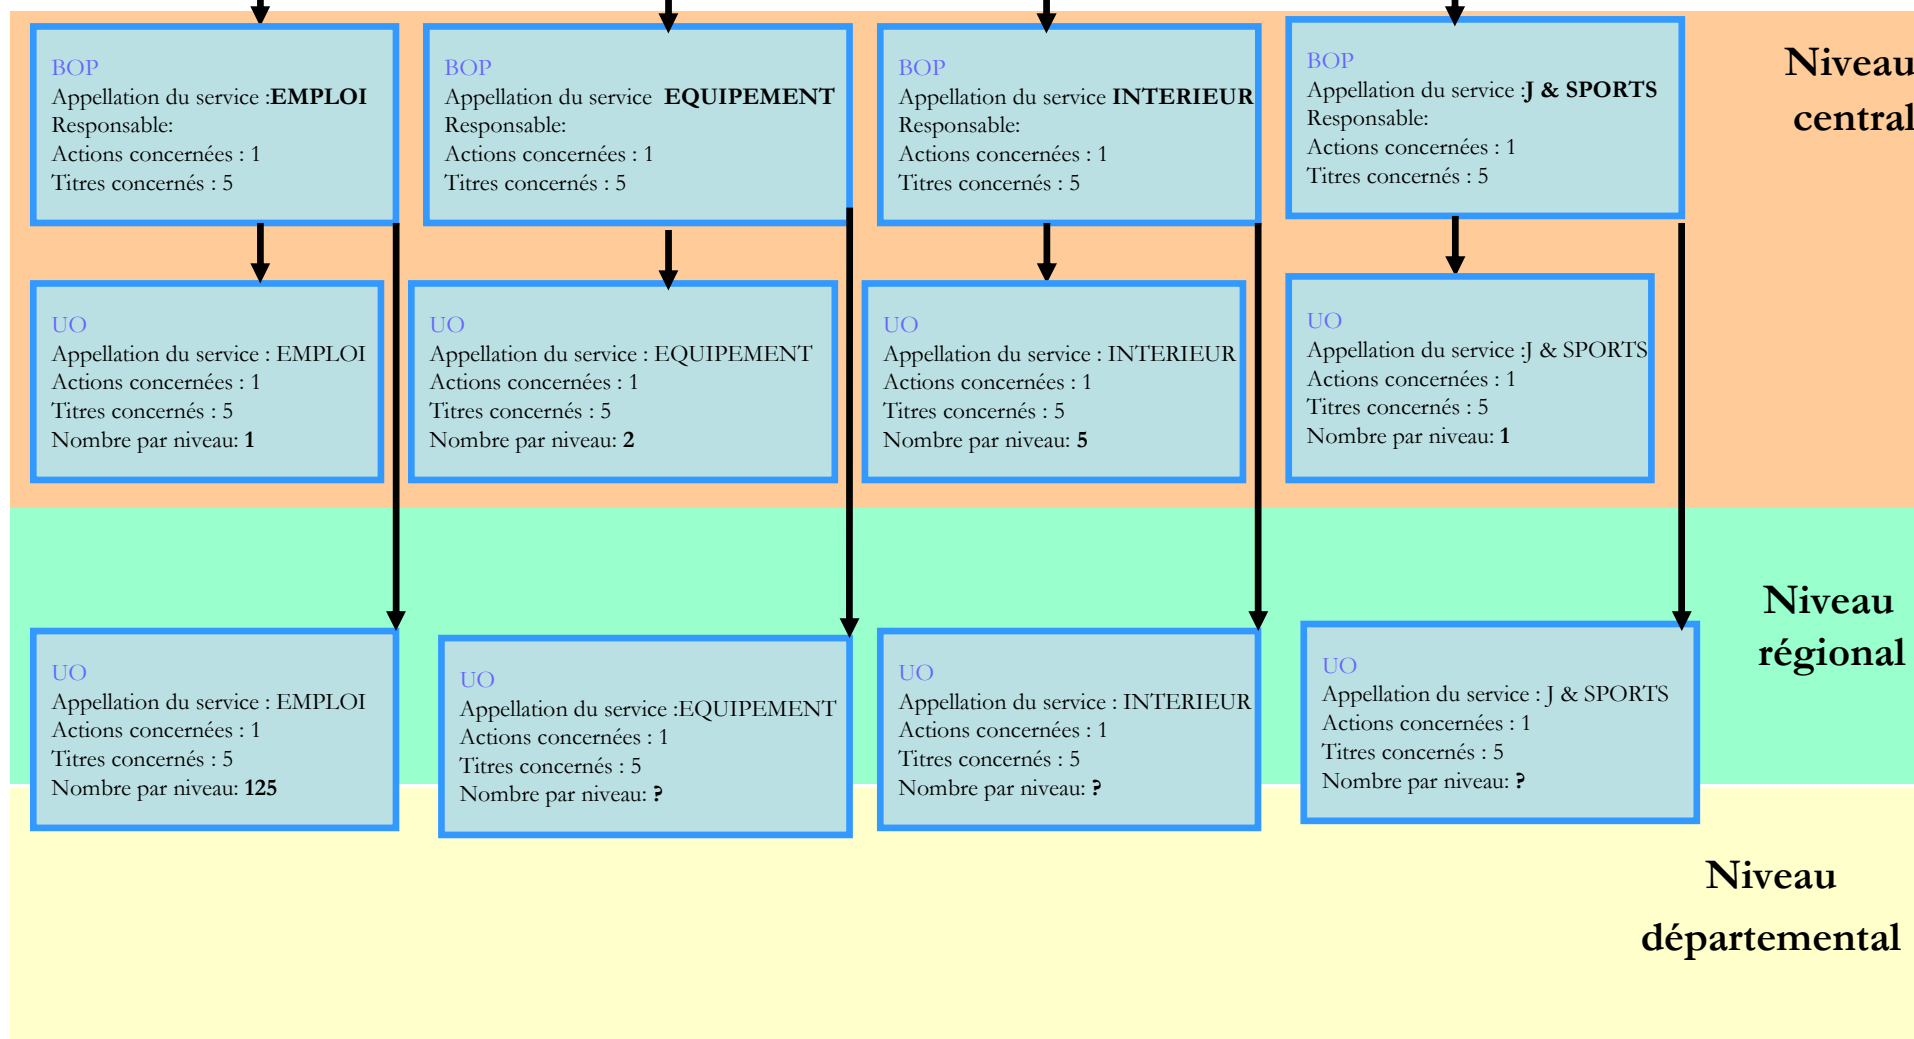 BOP
Appellation du service :EMPLOI
Responsable:
Actions concernées : 1
Titres concernés : 5
BOP
Appellation du service EQUIPEMENT
Responsable:
Actions concernées : 1
Titres concernés : 5
BOP
Appellation du service INTERIEUR
Responsable:
Actions concernées : 1
Titres concernés : 5
BOP
Appellation du service :J & SPORTS
Responsable:
Actions concernées : 1
Titres concernés : 5
Niveau
central
UO
Appellation du service : EMPLOI
Actions concernées : 1
Titres concernés : 5
Nombre par niveau: 1
UO
Appellation du service : EQUIPEMENT
Actions concernées : 1
Titres concernés : 5
Nombre par niveau: 2
UO
Appellation du service : INTERIEUR
Actions concernées : 1
Titres concernés : 5
Nombre par niveau: 5
UO
Appellation du service :J & SPORTS
Actions concernées : 1
Titres concernés : 5
Nombre par niveau: 1
Niveau
régional
UO
Appellation du service : EMPLOI
Actions concernées : 1
Titres concernés : 5
Nombre par niveau: 125
UO
Appellation du service :EQUIPEMENT
Actions concernées : 1
Titres concernés : 5
Nombre par niveau: ?
UO
Appellation du service : INTERIEUR
Actions concernées : 1
Titres concernés : 5
Nombre par niveau: ?
UO
Appellation du service : J & SPORTS
Actions concernées : 1
Titres concernés : 5
Nombre par niveau: ?
Niveau
départemental